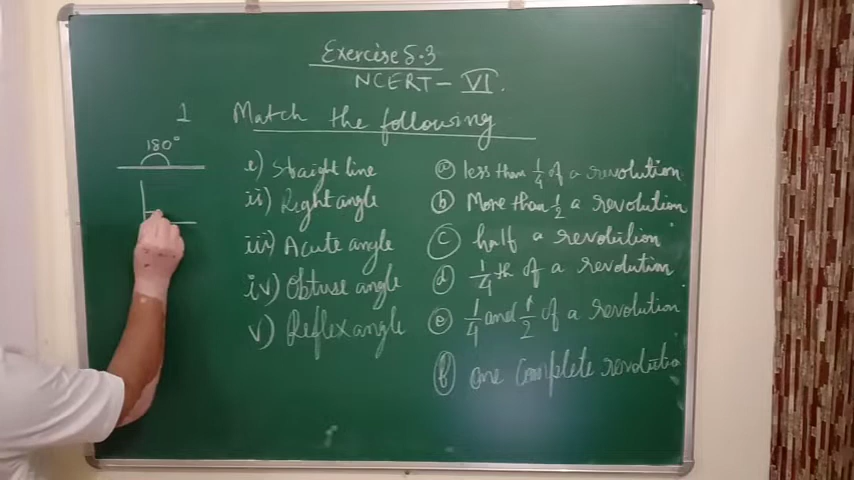 Exercise 5.3
NCERT - VI.
1 Match the following
180°
i) Straight line (a) less than 1/4 of a revolution
ii) Right angle (b) More than 1/2 a revolution
iii) Acute angle (c) half a revolution
iv) Obtuse angle (d) 1/4 th of a revolution
v) Reflex angle (e) 1/4 and 1/2 of a revolution
(f) one complete revolution